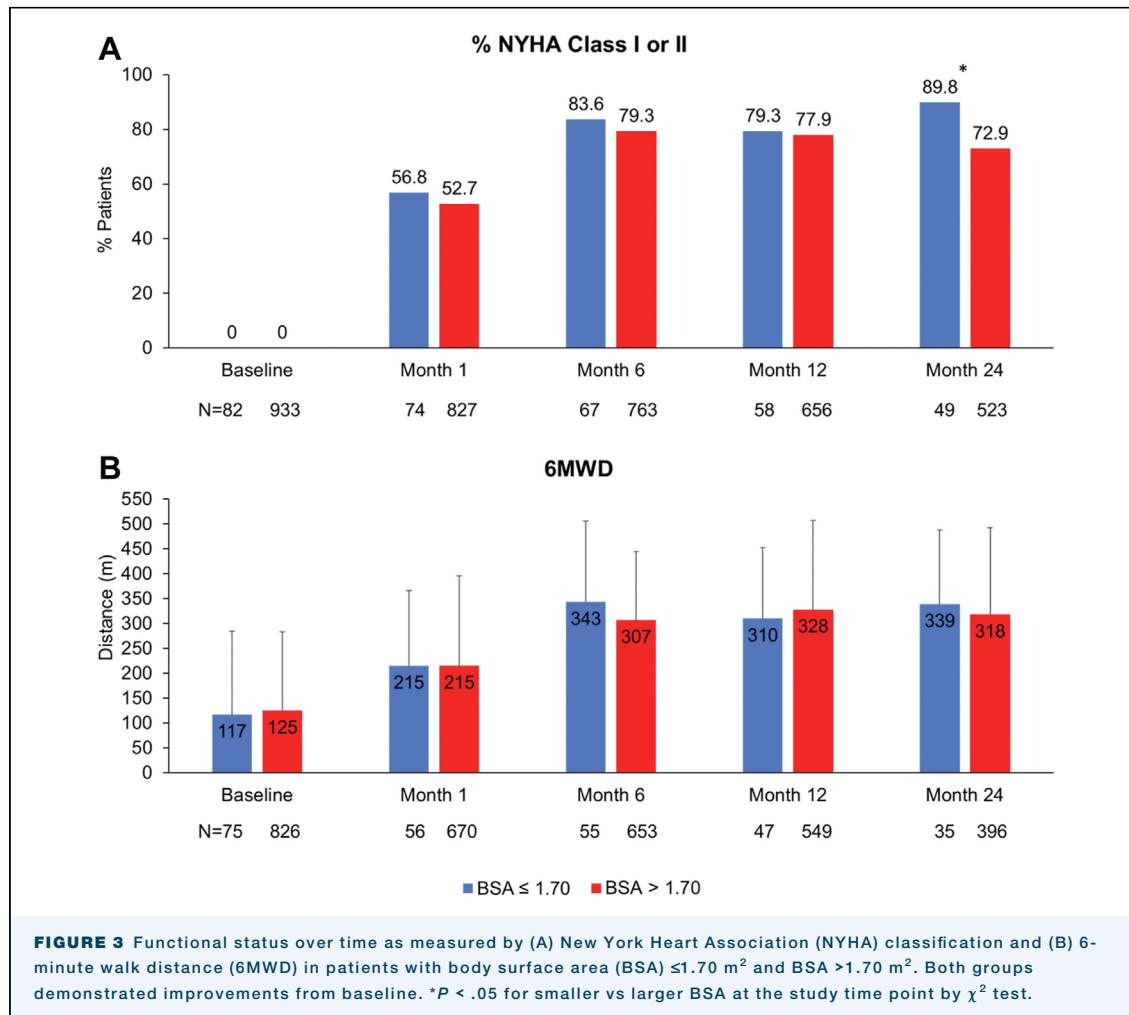 A
% NYHA Class I or II
% Patients
100
80
60
40
20
0
0 0
56.8 52.7
83.6 79.3
79.3 77.9
89.8 * 72.9
Baseline Month 1 Month 6 Month 12 Month 24
N=82 933 74 827 67 763 58 656 49 523
B
6MWD
Distance (m)
550
500
450
400
350
300
250
200
150
100
50
0
117 125
215 215
343 307
310 328
339 318
Baseline Month 1 Month 6 Month 12 Month 24
N=75 826 56 670 55 653 47 549 35 396
BSA ≤ 1.70 BSA > 1.70
FIGURE 3 Functional status over time as measured by (A) New York Heart Association (NYHA) classification and (B) 6-
minute walk distance (6MWD) in patients with body surface area (BSA) ≤1.70 m² and BSA >1.70 m². Both groups
demonstrated improvements from baseline. *P < .05 for smaller vs larger BSA at the study time point by χ² test.